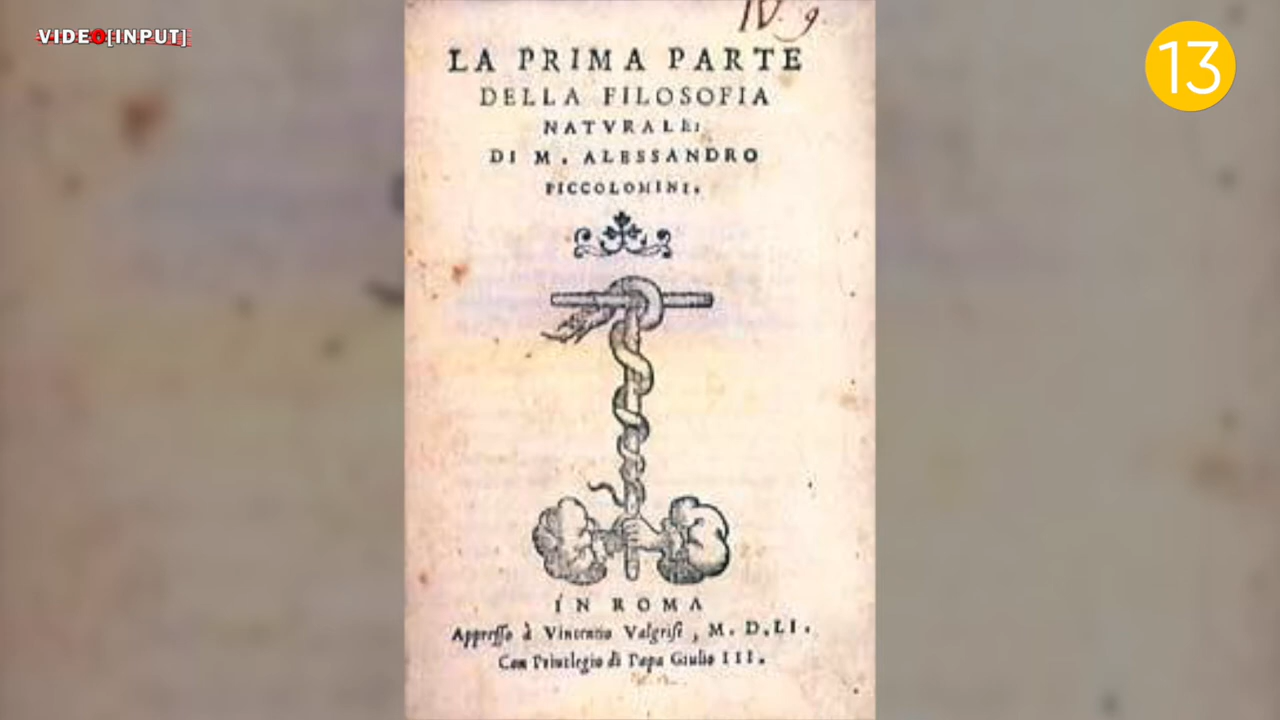 VIDEO[INPUT]
13
IV. 9.
LA PRIMA PARTE
DELLA FILOSOFIA
NATVRALE;
DI M. ALESSANDRO
PICCOLOMINI.
IN ROMA
Appresso à Vincentio Valgrisi, M. D. LI.
Con Priuilegio di Papa Giulio III.